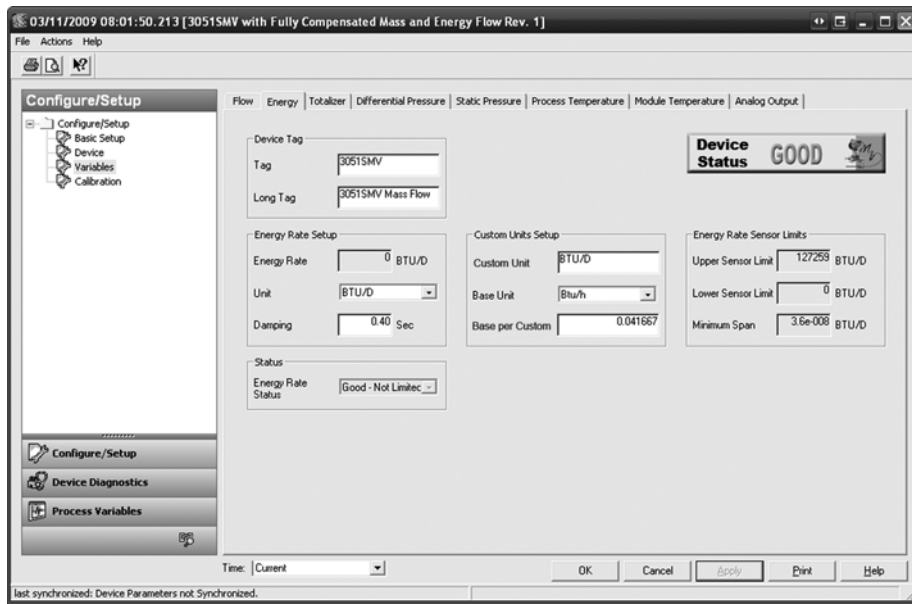 03/11/2009 08:01:50.213 [3051SMV with Fully Compensated Mass and Energy Flow Rev. 1]
File Actions Help
Configure/Setup
Configure/Setup
Basic Setup
Device
Variables
Calibration
Configure/Setup
Device Diagnostics
Process Variables
Flow Energy Totalizer Differential Pressure Static Pressure Process Temperature Module Temperature Analog Output
Device Tag
Tag 3051SMV
Long Tag 3051SMV Mass Flow
Device Status GOOD
Energy Rate Setup
Energy Rate 0 BTU/D
Unit BTU/D
Damping 0.40 Sec
Custom Units Setup
Custom Unit BTU/D
Base Unit Btu/h
Base per Custom 0.041667
Energy Rate Sensor Limits
Upper Sensor Limit 127259 BTU/D
Lower Sensor Limit 0 BTU/D
Minimum Span 3.6e-008 BTU/D
Status
Energy Rate Status Good - Not Limitec
Time: Current
OK Cancel Apply Print Help
last synchronized: Device Parameters not Synchronized.